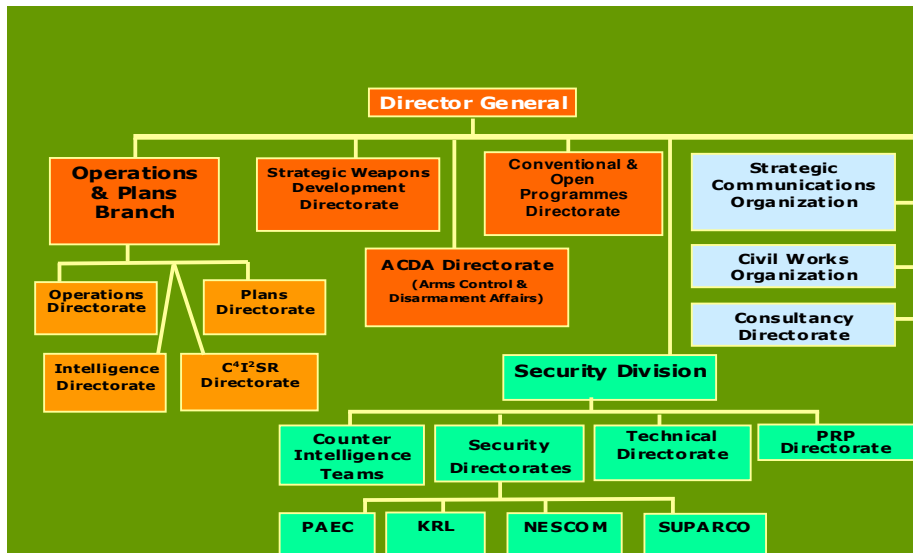 Director General
Operations
& Plans
Branch
Strategic Weapons
Development
Directorate
Conventional &
Open
Programmes
Directorate
Strategic
Communications
Organization
ACDA Directorate
(Arms Control &
Disarmament Affairs)
Civil Works
Organization
Operations
Directorate
Plans
Directorate
Consultancy
Directorate
Intelligence
Directorate
C⁴I²SR
Directorate
Security Division
Counter
Intelligence
Teams
Security
Directorates
Technical
Directorate
PRP
Directorate
PAEC
KRL
NESCOM
SUPARCO